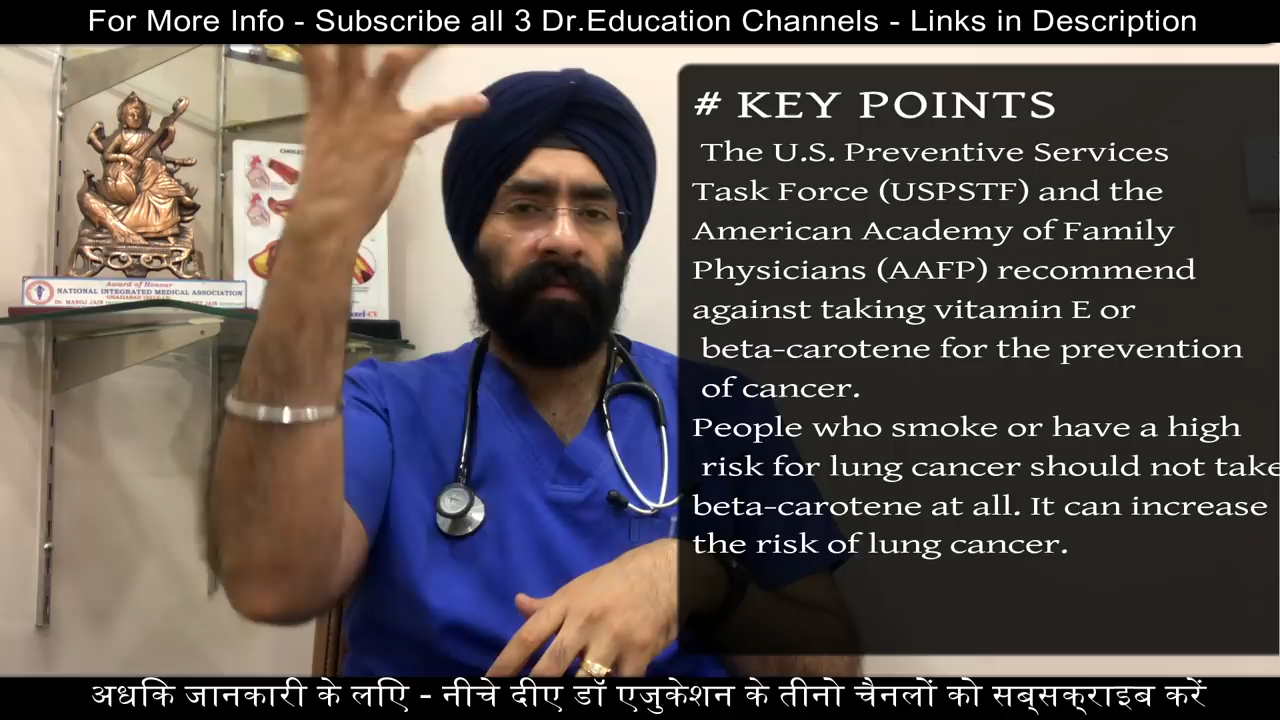 For More Info - Subscribe all 3 Dr.Education Channels - Links in Description
# KEY POINTS
The U.S. Preventive Services
Task Force (USPSTF) and the
American Academy of Family
Physicians (AAFP) recommend
against taking vitamin E or
beta-carotene for the prevention
of cancer.
People who smoke or have a high
risk for lung cancer should not take
beta-carotene at all. It can increase
the risk of lung cancer.
Award of Honour
NATIONAL INTEGRATED MEDICAL ASSOCIATION
अधकि जानकारी के लएि - नीचे दीए डॉ एजुकेशन के तीनो चैनलों को सब्सक्राइब करें